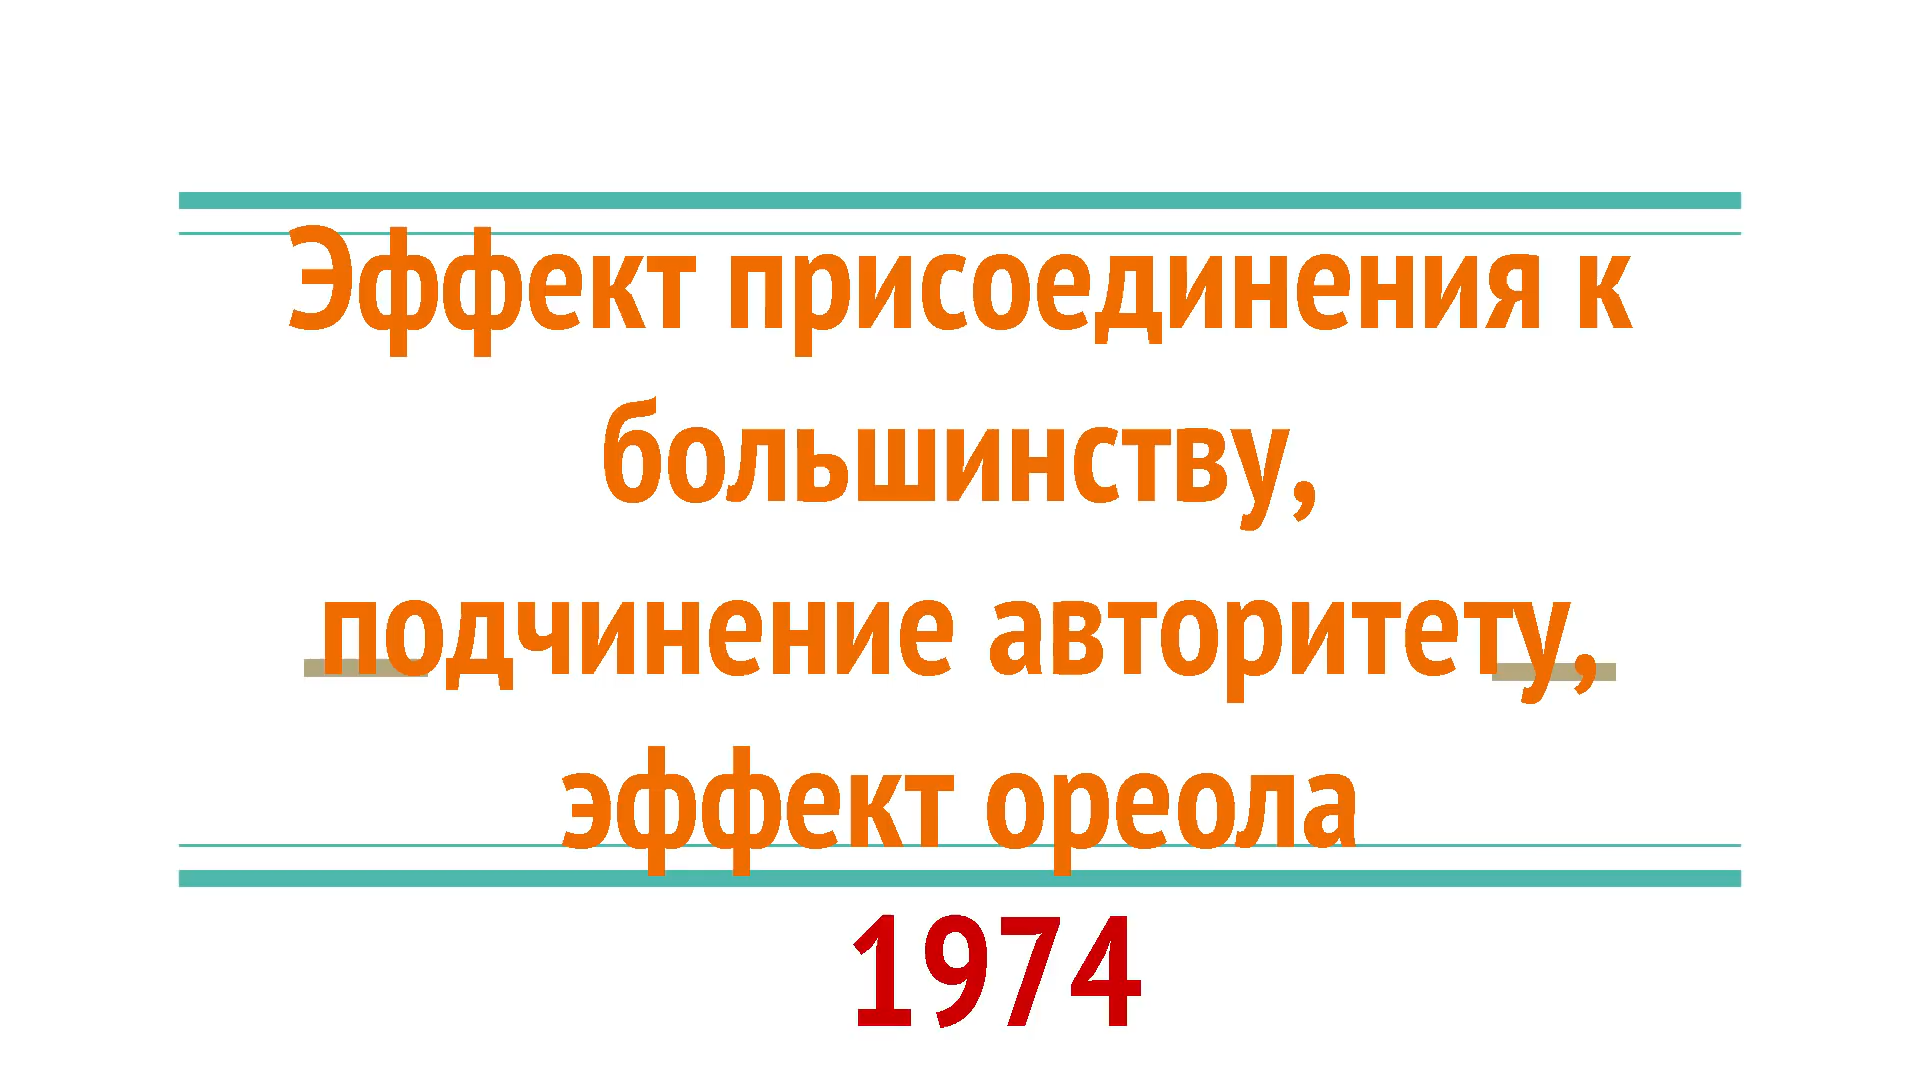 Эффект присоединения к
большинству,
подчинение авторитету,
эффект ореола
1974